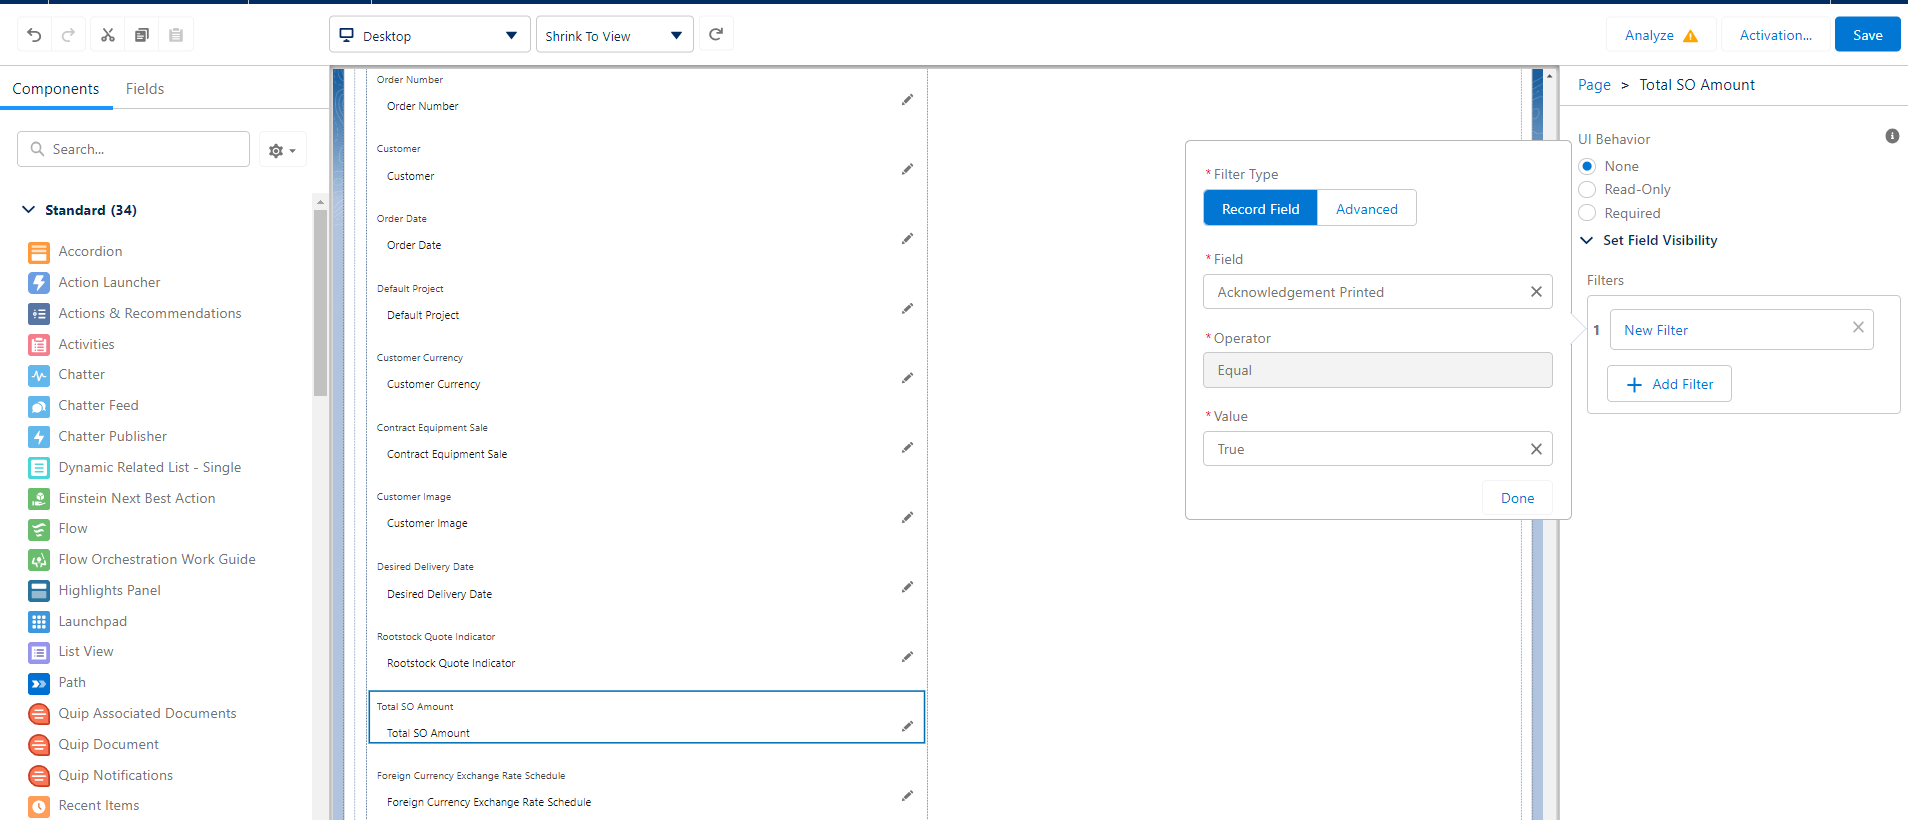 Desktop
Shrink To View
Analyze
Activation...
Save
Components
Fields
Search...
Standard (34)
Accordion
Action Launcher
Actions & Recommendations
Activities
Chatter
Chatter Feed
Chatter Publisher
Dynamic Related List - Single
Einstein Next Best Action
Flow
Flow Orchestration Work Guide
Highlights Panel
Launchpad
List View
Path
Quip Associated Documents
Quip Document
Quip Notifications
Recent Items
Order Number
Order Number
Customer
Customer
Order Date
Order Date
Default Project
Default Project
Customer Currency
Customer Currency
Contract Equipment Sale
Contract Equipment Sale
Customer Image
Customer Image
Desired Delivery Date
Desired Delivery Date
Rootstock Quote Indicator
Rootstock Quote Indicator
Total SO Amount
Total SO Amount
Foreign Currency Exchange Rate Schedule
Foreign Currency Exchange Rate Schedule
*Filter Type
Record Field
Advanced
*Field
Acknowledgement Printed
*Operator
Equal
*Value
True
Done
Page > Total SO Amount
UI Behavior
None
Read-Only
Required
Set Field Visibility
Filters
1 New Filter
Add Filter